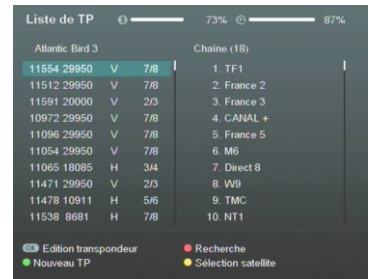 Liste de TP S 73% Q 87%
Atlantic Bird 3 Chaine (18)
11554 29950 V 7/8 1. TF1
11512 29950 V 7/8 2. France 2
11591 20000 V 2/3 3. France 3
10972 29950 V 7/8 4. CANAL +
11096 29950 V 7/8 5. France 5
11054 29950 V 7/8 6. M6
11065 18085 H 3/4 7. Direct 8
11471 29950 V 2/3 8. W9
11478 10911 H 5/6 9. TMC
11538 8681 H 7/8 10. NT1
OK Edition transpondeur Recherche
Nouveau TP Sélection satellite